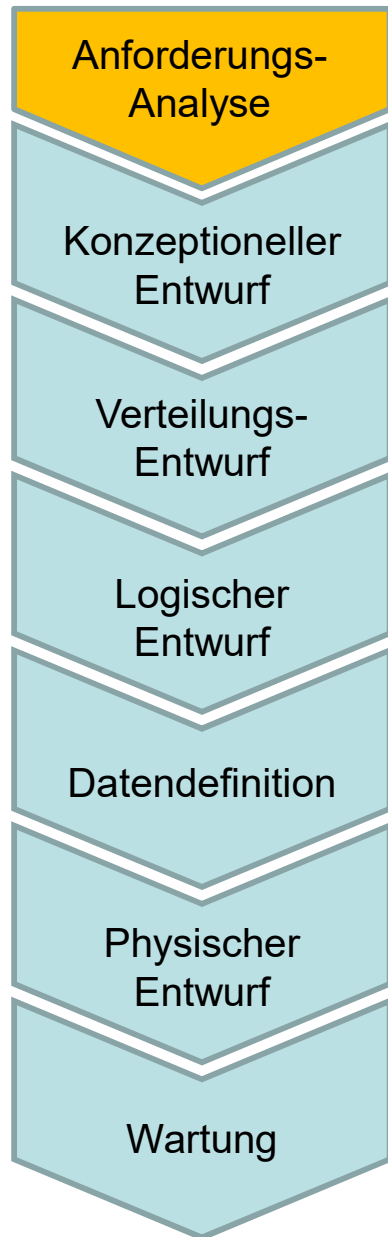 Anforderungs-
Analyse
Konzeptioneller
Entwurf
Verteilungs-
Entwurf
Logischer
Entwurf
Datendefinition
Physischer
Entwurf
Wartung